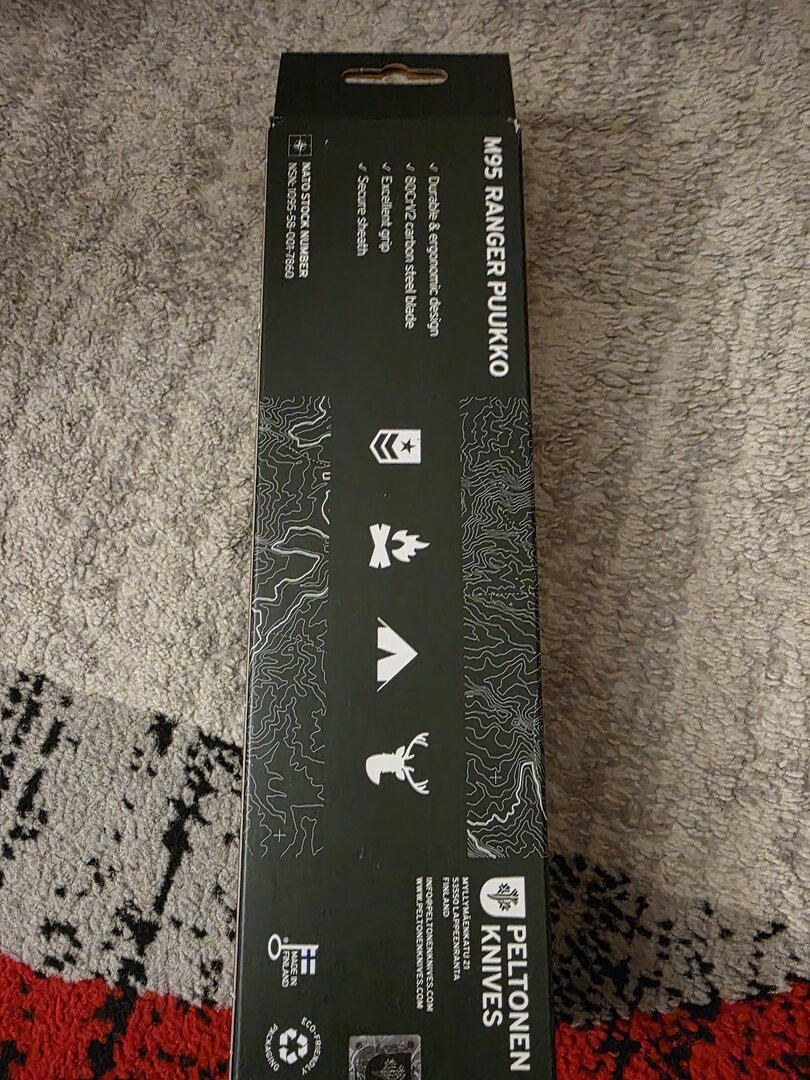 M95 RANGER PUUKKO
✓ Durable & ergonomic design
✓ 80CrV2 carbon steel blade
✓ Excellent grip
✓ Secure sheath
NATO STOCK NUMBER
NSN: 1095-58-001-7860
PELTONEN
KNIVES
MYLLYMÄENKATU 21
53550 LAPPEENRANTA
FINLAND
INFO@PELTONENKNIVES.COM
WWW.PELTONENKNIVES.COM
MADE IN
FINLAND
ECO-FRIENDLY
PACKAGING